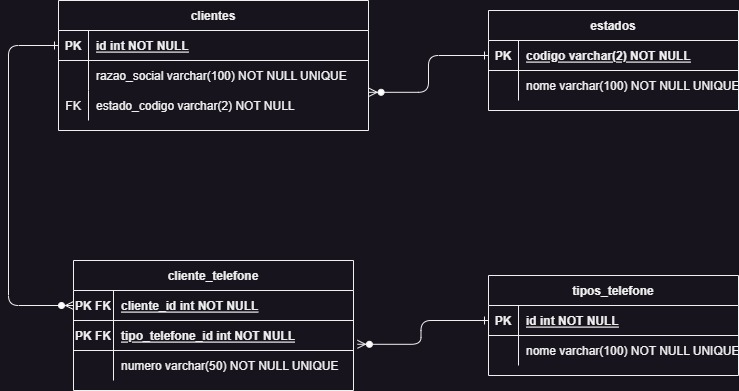 clientes
PK id int NOT NULL
razao_social varchar(100) NOT NULL UNIQUE
FK estado_codigo varchar(2) NOT NULL
estados
PK codigo varchar(2) NOT NULL
nome varchar(100) NOT NULL UNIQUE
cliente_telefone
PK FK cliente_id int NOT NULL
PK FK tipo_telefone_id int NOT NULL
numero varchar(50) NOT NULL UNIQUE
tipos_telefone
PK id int NOT NULL
nome varchar(100) NOT NULL UNIQUE